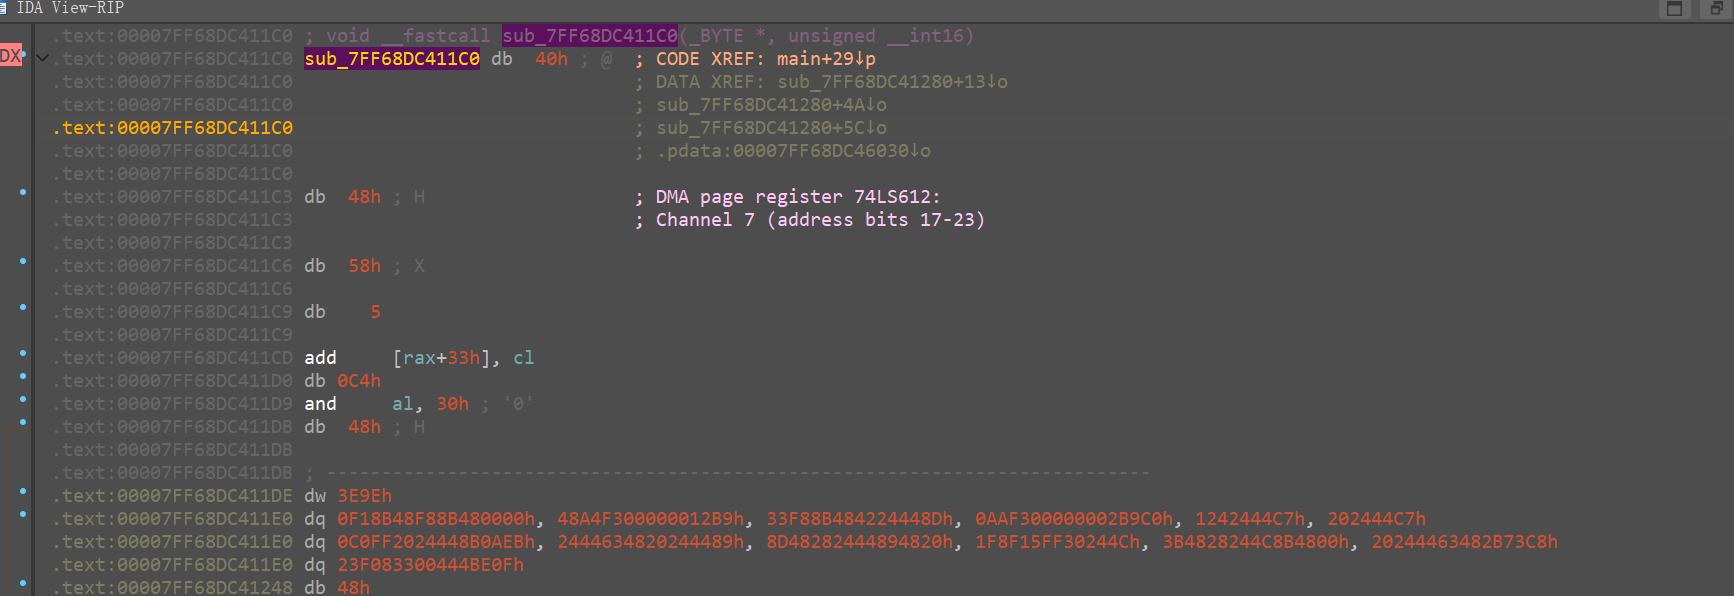 IDA View-RIP
.text:00007FF68DC411C0 ; void __fastcall sub_7FF68DC411C0(_BYTE *, unsigned __int16)
DX .text:00007FF68DC411C0 sub_7FF68DC411C0 db 40h ; @ ; CODE XREF: main+29↓p
.text:00007FF68DC411C0 ; DATA XREF: sub_7FF68DC41280+13↓o
.text:00007FF68DC411C0 ; sub_7FF68DC41280+4A↓o
.text:00007FF68DC411C0 ; sub_7FF68DC41280+5C↓o
.text:00007FF68DC411C0 ; .pdata:00007FF68DC46030↓o
.text:00007FF68DC411C0
.text:00007FF68DC411C3 db 48h ; H ; DMA page register 74LS612:
.text:00007FF68DC411C3 ; Channel 7 (address bits 17-23)
.text:00007FF68DC411C3
.text:00007FF68DC411C6 db 58h ; X
.text:00007FF68DC411C6
.text:00007FF68DC411C9 db 5
.text:00007FF68DC411C9
.text:00007FF68DC411CD add [rax+33h], cl
.text:00007FF68DC411D0 db 0C4h
.text:00007FF68DC411D9 and al, 30h ; '0'
.text:00007FF68DC411DB db 48h ; H
.text:00007FF68DC411DB
.text:00007FF68DC411DB ; ---------------------------------------------------------------------------
.text:00007FF68DC411DE dw 3E9Eh
.text:00007FF68DC411E0 dq 0F18B48F88B480000h, 48A4F300000012B9h, 33F88B484224448Dh, 0AAF300000002B9C0h, 1242444C7h, 202444C7h
.text:00007FF68DC411E0 dq 0C0FF2024448B0AEBh, 2444634820244489h, 8D48282444894820h, 1F8F15FF30244Ch, 3B4828244C8B4800h, 20244463482B73C8h
.text:00007FF68DC411E0 dq 23F083300444BE0Fh
.text:00007FF68DC41248 db 48h